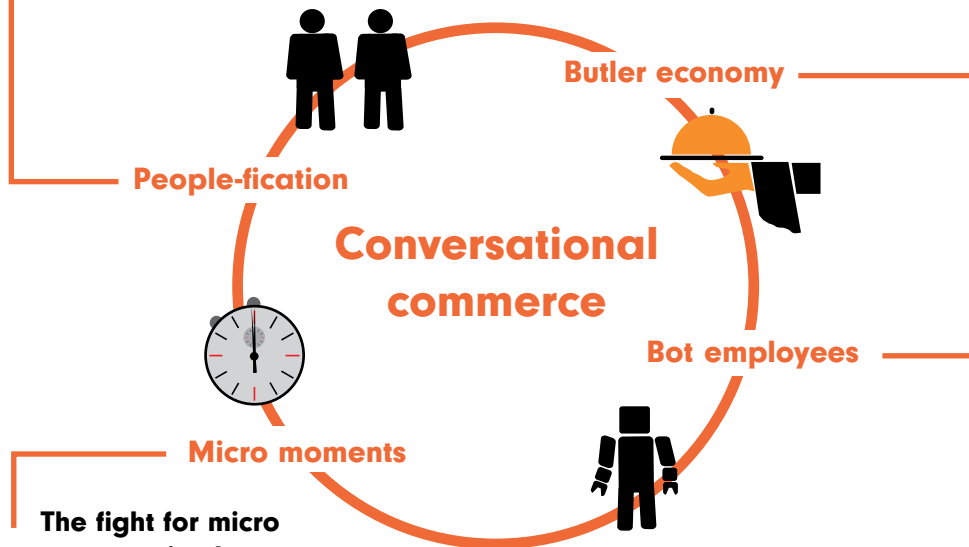 Butler economy
People-fication
Conversational
commerce
Bot employees
Micro moments
The fight for micro